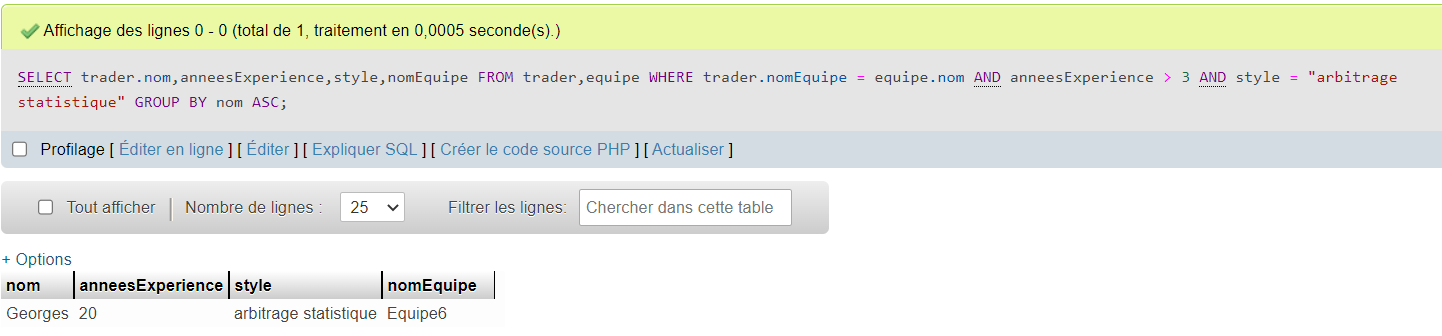 Affichage des lignes 0 - 0 (total de 1, traitement en 0,0005 seconde(s).)
SELECT trader.nom,anneesExperience,style,nomEquipe FROM trader,equipe WHERE trader.nomEquipe = equipe.nom AND anneesExperience > 3 AND style = "arbitrage
statistique" GROUP BY nom ASC;
Profilage [ Éditer en ligne ] [ Éditer ] [ Expliquer SQL ] [ Créer le code source PHP ] [ Actualiser ]
Tout afficher | Nombre de lignes : 25 Filtrer les lignes: Chercher dans cette table
+ Options
nom anneesExperience style nomEquipe
Georges 20 arbitrage statistique Equipe6